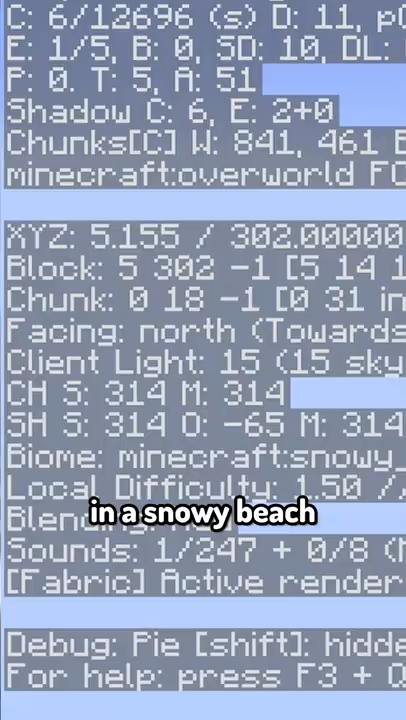 C: 6/12696 (s) D: 11, pC
E: 1/5, B: 0, SD: 10, DL:
P: 0. T: 5, A: 51
Shadow C: 6, E: 2+0
Chunks[C] W: 841, 461 E
minecraft:overworld FC
XYZ: 5.155 / 302.00000
Block: 5 302 -1 [5 14 1
Chunk: 0 18 -1 [0 31 in
Facing: north (Towards
Client Light: 15 (15 sky
CH S: 314 M: 314
SH S: 314 O: -65 M: 314
Biome: minecraft:snowy_
Local Difficulty: 1.50 //
in a snowy beach
Sounds: 1/247 + 0/8 (M
[Fabric] Active render
Debug: Pie [shift]: hidde
For help: press F3 + Q